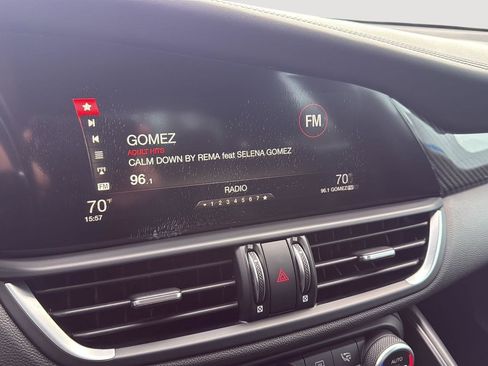 GOMEZ
FM
ADULT HITS
CALM DOWN BY REMA feat SELENA GOMEZ
96.1
FM
70°F
15:57
RADIO
1 2 3 4 5 6 7
70°F
96.1 GOMEZ
AUTO